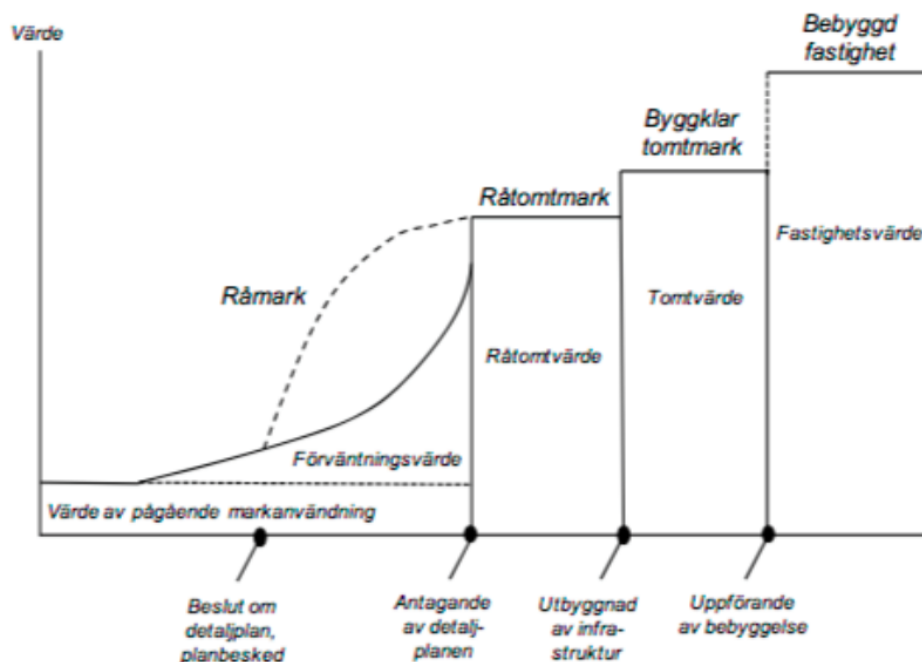 Värde
Bebyggd
fastighet
Byggklar
tomtmark
Råtomtmark
Fastighetsvärde
Råmark
Tomtvärde
Råtomtvärde
Förväntningsvärde
Värde av pågående markanvändning
Beslut om
detaljplan,
planbesked
Antagande
av detalj-
planen
Utbyggnad
av infra-
struktur
Uppförande
av bebyggelse